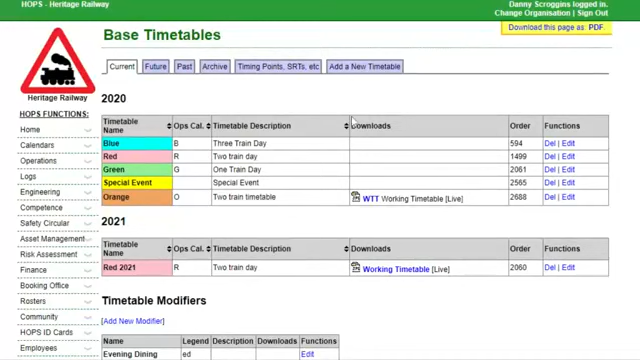 HOPS - Heritage Railway
Danny Scroggins logged in.
Change Organisation | Sign Out
Base Timetables
Download this page as: PDF.
Current Future Past Archive Timing Points, SRTs, etc Add a New Timetable
Heritage Railway
HOPS FUNCTIONS:
Home
Calendars
Operations
Logs
Engineering
Competence
Safety Circular
Asset Management
Risk Assessment
Finance
Booking Office
Rosters
Community
HOPS ID Cards
Employees
2020
Timetable Name Ops Cal. Timetable Description Downloads Order Functions
Blue B Three Train Day 594 Del | Edit
Red R Two train day 1499 Del | Edit
Green G One Train Day 2061 Del | Edit
Special Event Special Event 2565 Del | Edit
Orange O Two train timetable WTT Working Timetable [Live] 2688 Del | Edit
2021
Timetable Name Ops Cal. Timetable Description Downloads Order Functions
Red 2021 R Two train day Working Timetable [Live] 2060 Del | Edit
Timetable Modifiers
[Add New Modifier]
Name Legend Description Downloads Functions
Evening Dining ed Edit